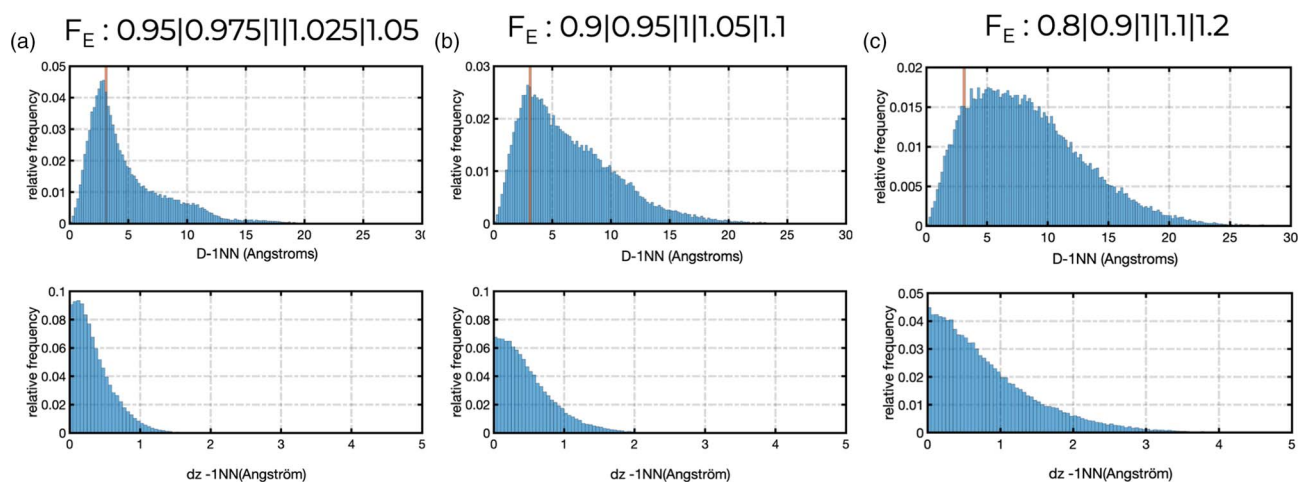 (a) F_E : 0.95|0.975|1|1.025|1.05
(b) F_E : 0.9|0.95|1|1.05|1.1
(c) F_E : 0.8|0.9|1|1.1|1.2
relative frequency
0.05
0.04
0.03
0.02
0.01
0
0 5 10 15 20 25 30
D-1NN (Angstroms)
relative frequency
0.03
0.02
0.01
0
0 5 10 15 20 25 30
D-1NN (Angstroms)
relative frequency
0.02
0.015
0.01
0.005
0
0 5 10 15 20 25 30
D-1NN (Angstroms)
relative frequency
0.1
0.08
0.06
0.04
0.02
0
0 1 2 3 4 5
dz -1NN(Angström)
relative frequency
0.1
0.08
0.06
0.04
0.02
0
0 1 2 3 4 5
dz -1NN(Angström)
relative frequency
0.05
0.04
0.03
0.02
0.01
0
0 1 2 3 4 5
dz -1NN(Angström)